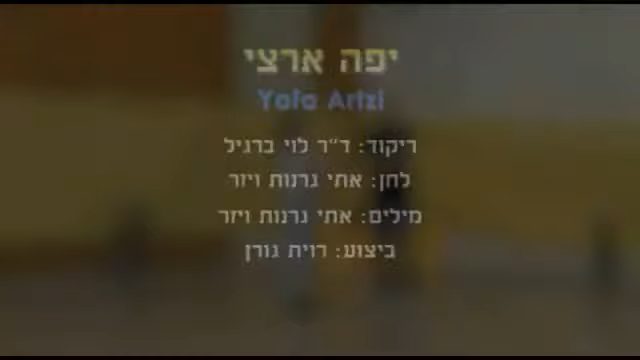 יפה ארצי
Yafa Artzi
ריקוד: ד״ר לוי ברגיל
לחן: אתי גרנות ויזר
מילים: אתי גרנות ויזר
ביצוע: רוית גורן